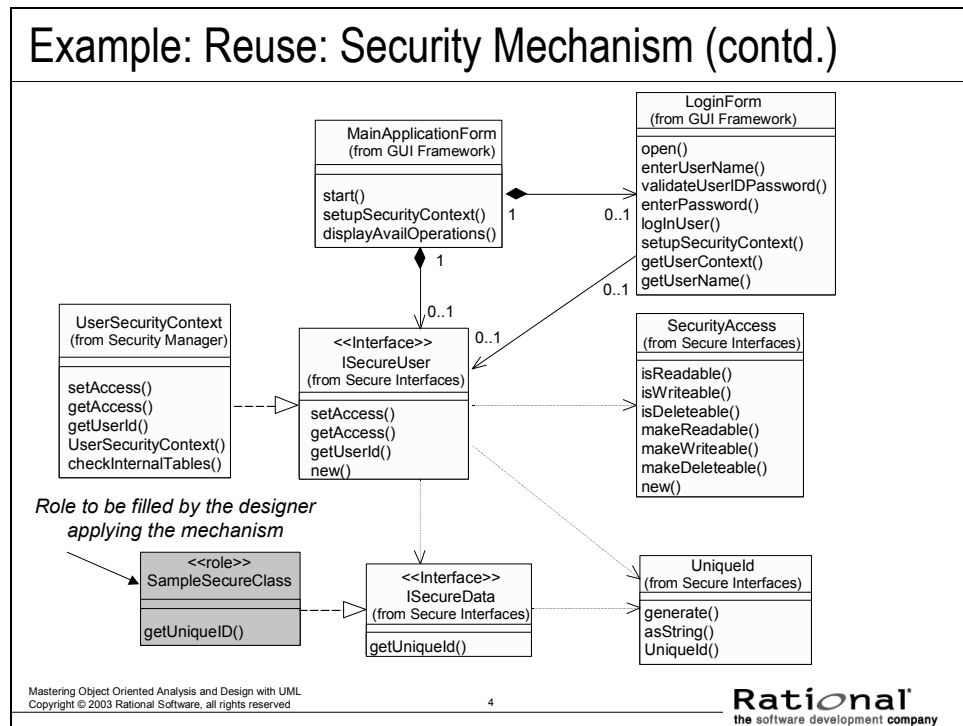 Example: Reuse: Security Mechanism (contd.)
MainApplicationForm
(from GUI Framework)
start()
setupSecurityContext()
displayAvailOperations()
1
0..1
1
0..1
LoginForm
(from GUI Framework)
open()
enterUserName()
validateUserIDPassword()
enterPassword()
logInUser()
setupSecurityContext()
getUserContext()
getUserName()
0..1
0..1
UserSecurityContext
(from Security Manager)
setAccess()
getAccess()
getUserId()
UserSecurityContext()
checkInternalTables()
<<Interface>>
ISecureUser
(from Secure Interfaces)
setAccess()
getAccess()
getUserId()
new()
SecurityAccess
(from Secure Interfaces)
isReadable()
isWriteable()
isDeleteable()
makeReadable()
makeWriteable()
makeDeleteable()
new()
Role to be filled by the designer
applying the mechanism
<<role>>
SampleSecureClass
getUniqueID()
<<Interface>>
ISecureData
(from Secure Interfaces)
getUniqueId()
UniqueId
(from Secure Interfaces)
generate()
asString()
UniqueId()
Mastering Object Oriented Analysis and Design with UML
Copyright © 2003 Rational Software, all rights reserved
4
Rational
the software development company